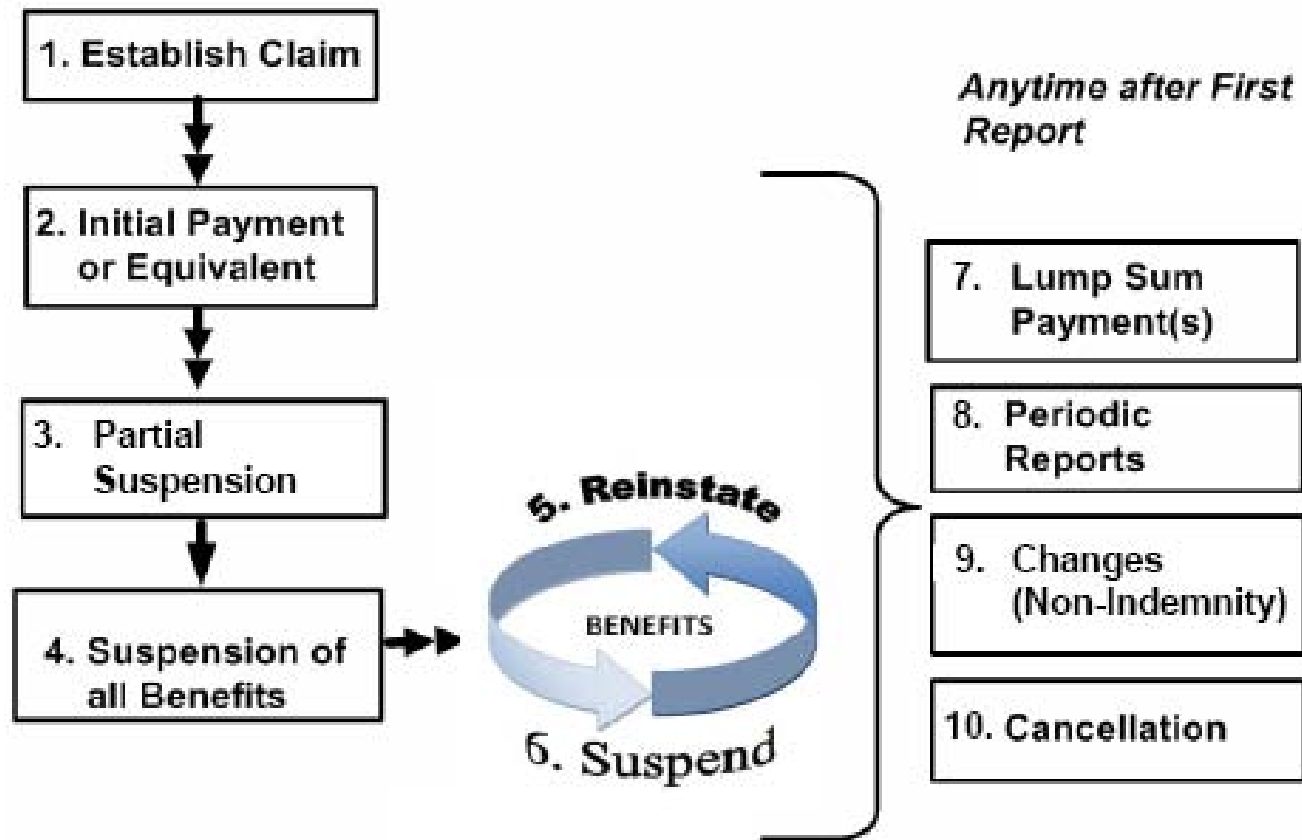 1. Establish Claim
2. Initial Payment
or Equivalent
3. Partial
Suspension
4. Suspension of
all Benefits
5. Reinstate
BENEFITS
6. Suspend
Anytime after First
Report
7. Lump Sum
Payment(s)
8. Periodic
Reports
9. Changes
(Non-Indemnity)
10. Cancellation